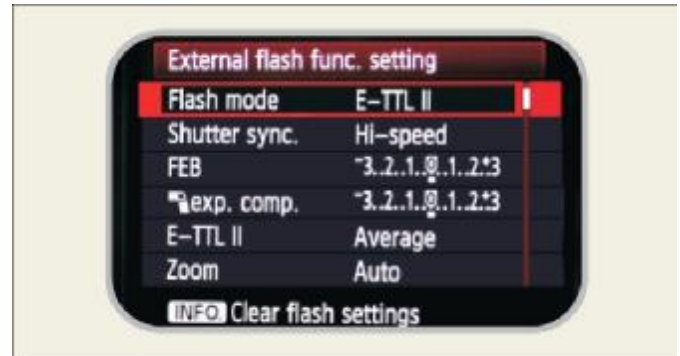 External flash func. setting
Flash mode E-TTL II
Shutter sync. Hi-speed
FEB -3..2..1..0..1..2.+3
exp. comp. -3..2..1..0..1..2.+3
E-TTL II Average
Zoom Auto
INFO. Clear flash settings